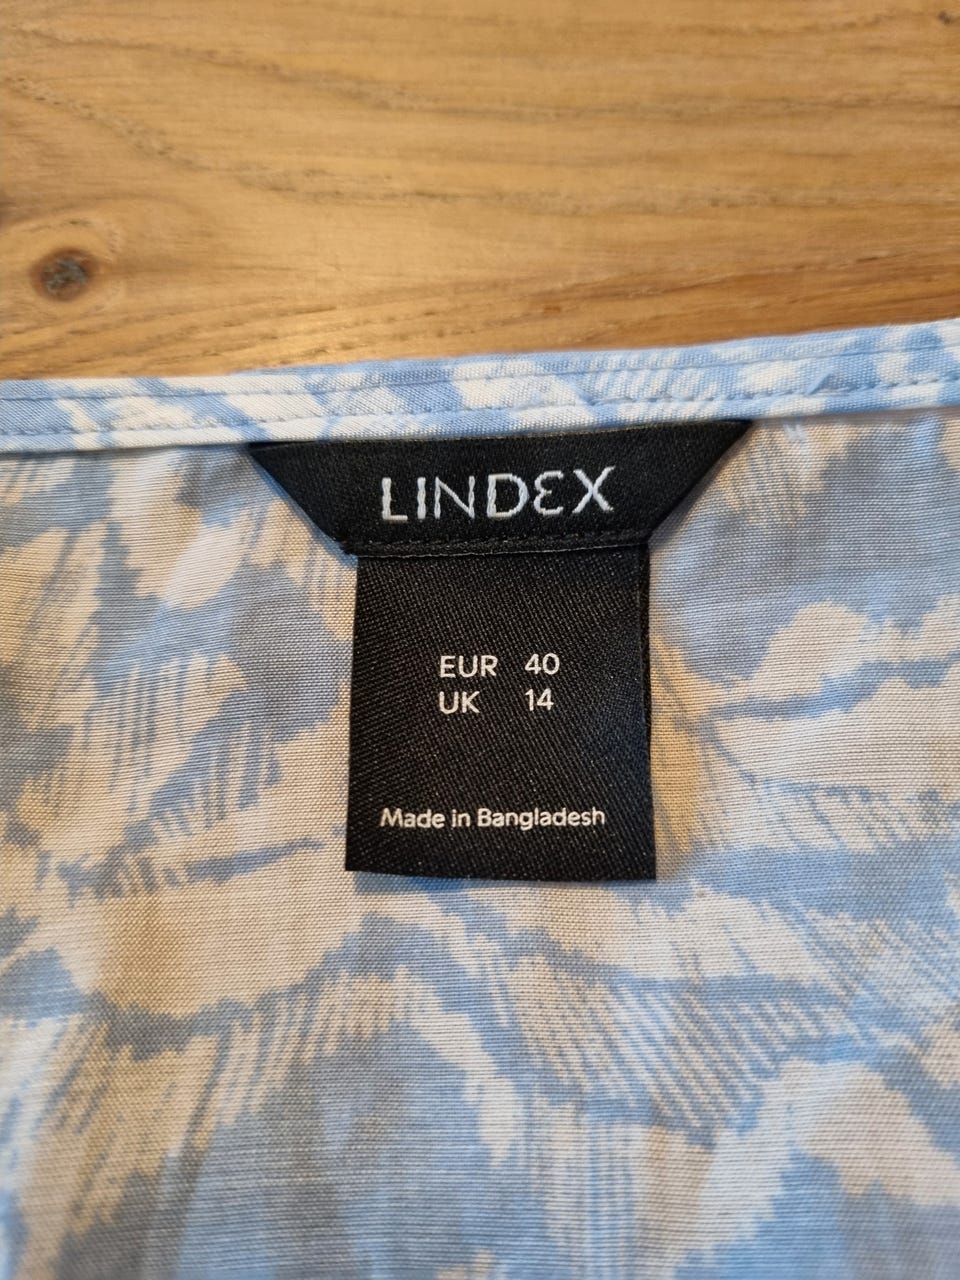 LINDEX
EUR 40
UK 14
Made in Bangladesh